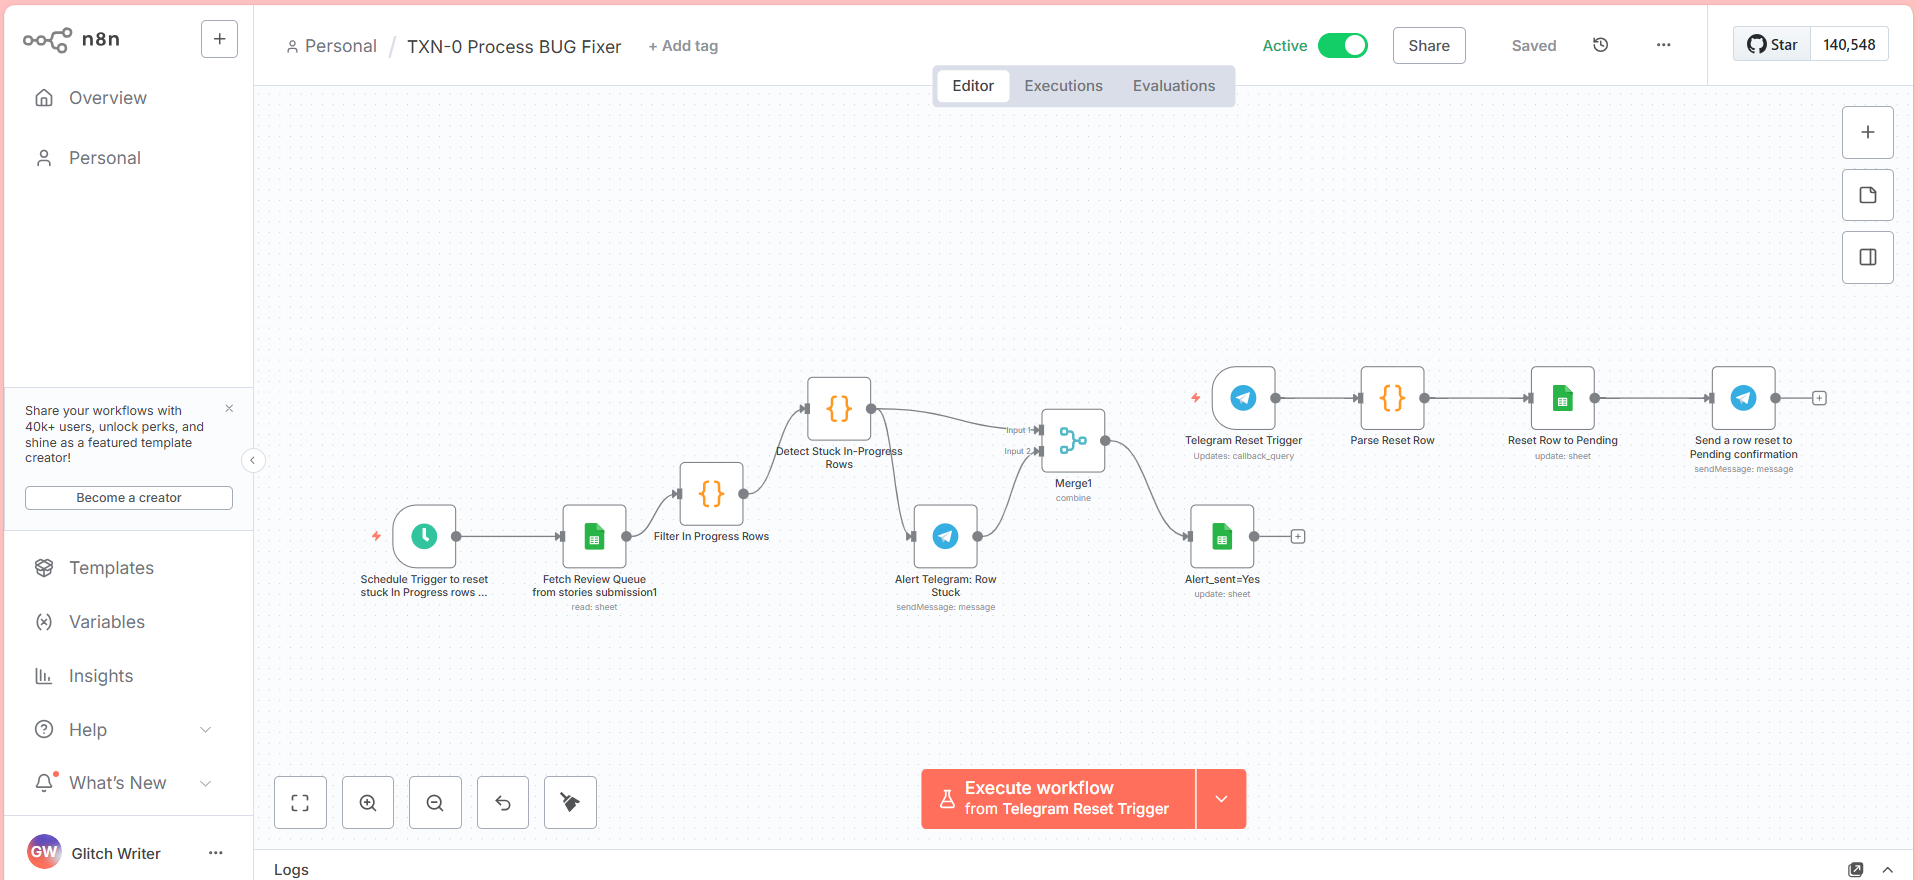 n8n
Overview
Personal
Share your workflows with
40k+ users, unlock perks, and
shine as a featured template
creator!
Become a creator
Templates
Variables
Insights
Help
What's New
GW
Glitch Writer
Personal / TXN-0 Process BUG Fixer
+ Add tag
Active
Share
Saved
Star
140,548
Editor
Executions
Evaluations
Schedule Trigger to reset
stuck In Progress rows ...
Fetch Review Queue
from stories submission1
read: sheet
Filter In Progress Rows
Detect Stuck In-Progress
Rows
Alert Telegram: Row
Stuck
sendMessage: message
Input 1
Input 2
Merge1
combine
Alert_sent=Yes
update: sheet
Telegram Reset Trigger
Updates: callback_query
Parse Reset Row
Reset Row to Pending
update: sheet
Send a row reset to
Pending confirmation
sendMessage: message
Execute workflow
from Telegram Reset Trigger
Logs